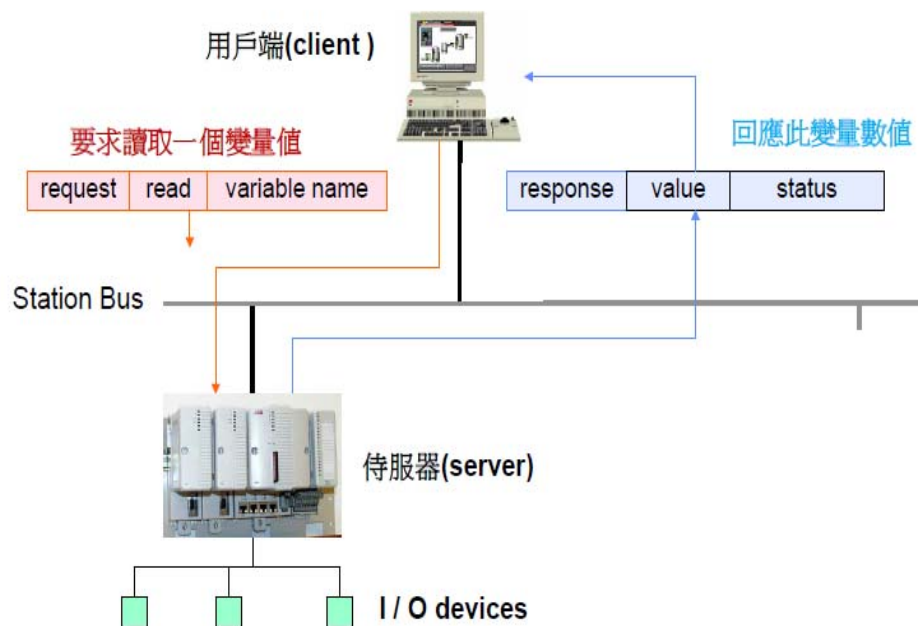 用戶端(client )
要求讀取一個變量值
回應此變量數值
request read variable name
response value status
Station Bus
侍服器(server)
I / O devices